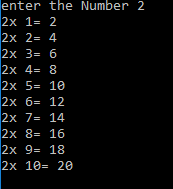 enter the Number 2
2x 1= 2
2x 2= 4
2x 3= 6
2x 4= 8
2x 5= 10
2x 6= 12
2x 7= 14
2x 8= 16
2x 9= 18
2x 10= 20